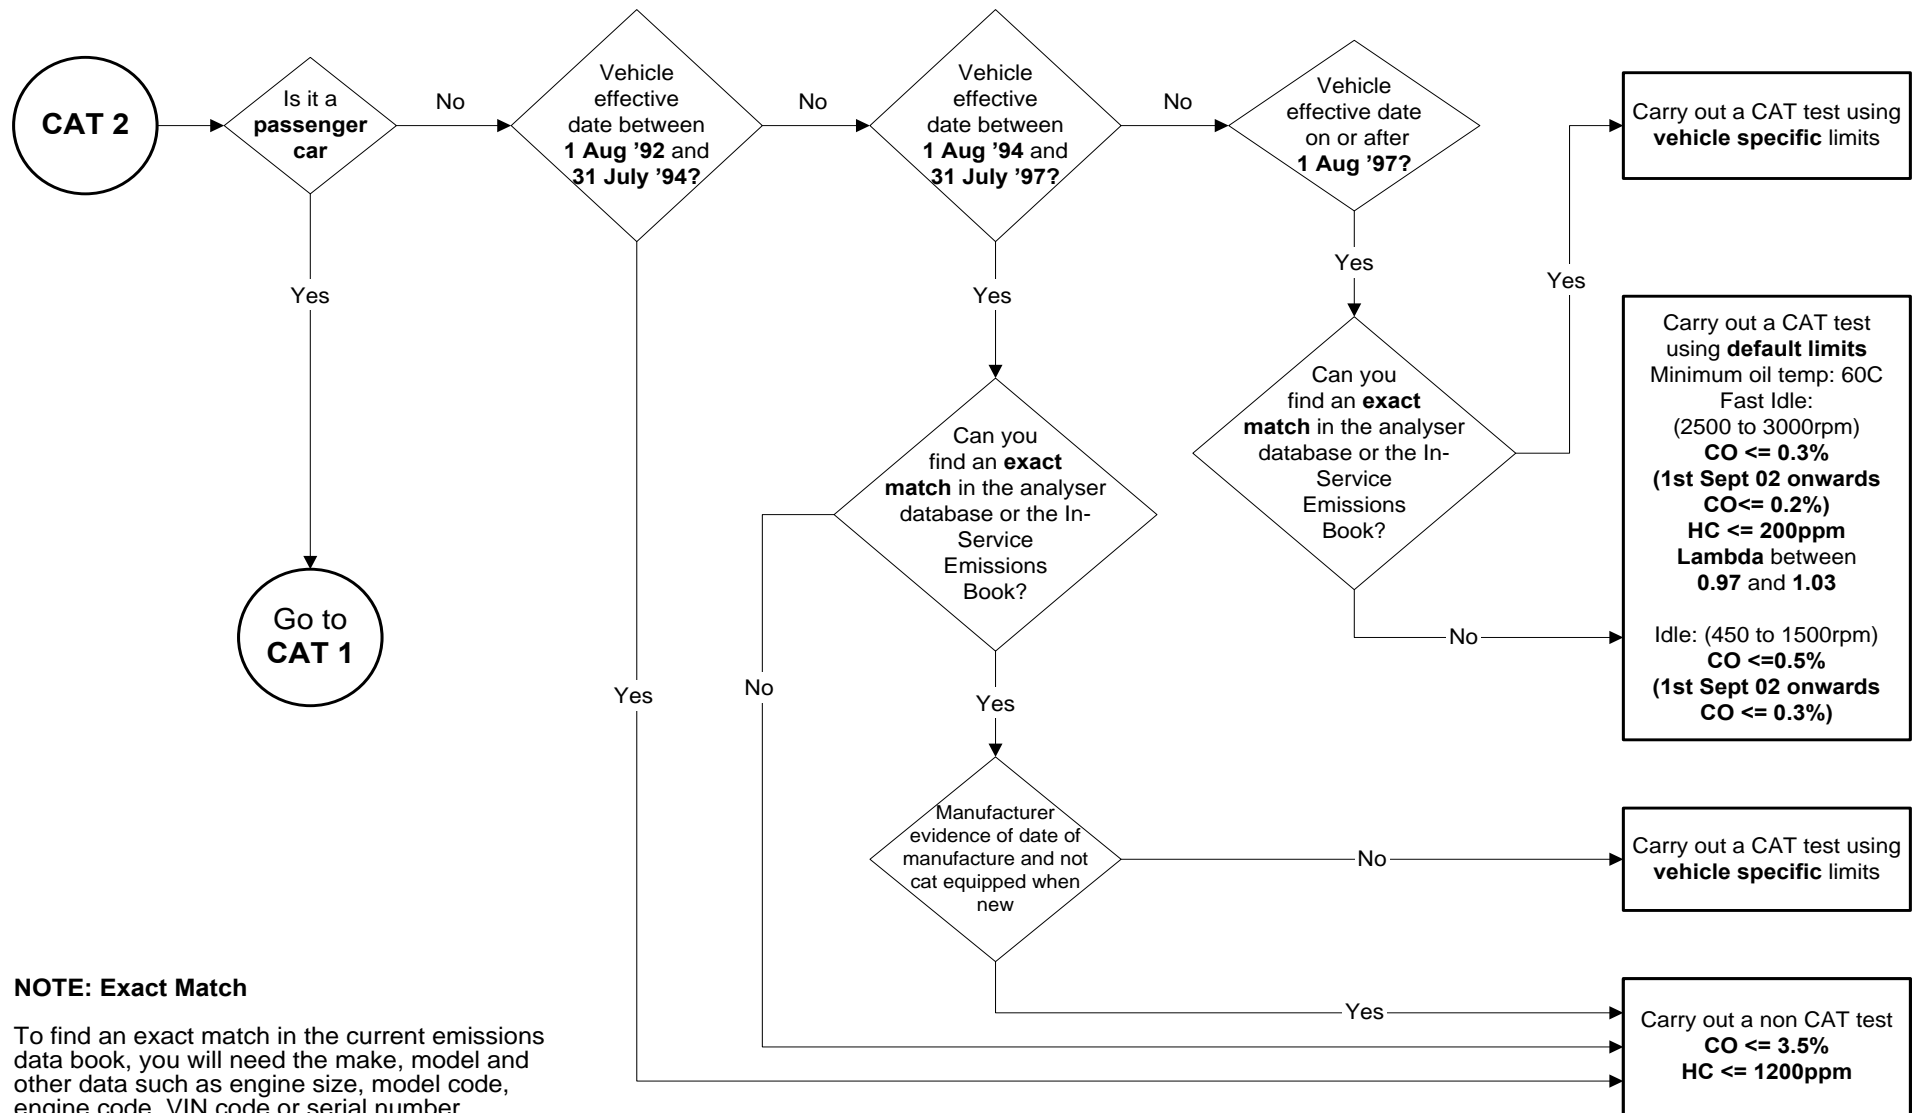 CAT 2
Is it a
passenger
car
No
Vehicle
effective
date between
1 Aug '92 and
31 July '94?
No
Vehicle
effective
date between
1 Aug '94 and
31 July '97?
No
Vehicle
effective date
on or after
1 Aug '97?
Carry out a CAT test using
vehicle specific limits
Yes
Yes
Yes
Yes
Go to
CAT 1
Can you
find an exact
match in the analyser
database or the In-
Service
Emissions
Book?
Can you
find an exact
match in the analyser
database or the In-
Service
Emissions
Book?
Carry out a CAT test
using default limits
Minimum oil temp: 60C
Fast Idle:
(2500 to 3000rpm)
CO <= 0.3%
(1st Sept 02 onwards
CO<= 0.2%)
HC <= 200ppm
Lambda between
0.97 and 1.03
Idle: (450 to 1500rpm)
CO <=0.5%
(1st Sept 02 onwards
CO <= 0.3%)
No
Yes
No
Yes
Manufacturer
evidence of date of
manufacture and not
cat equipped when
new
No
Carry out a CAT test using
vehicle specific limits
Yes
Carry out a non CAT test
CO <= 3.5%
HC <= 1200ppm
NOTE: Exact Match
To find an exact match in the current emissions
data book, you will need the make, model and
other data such as engine size, model code,
engine code, VIN code or serial number